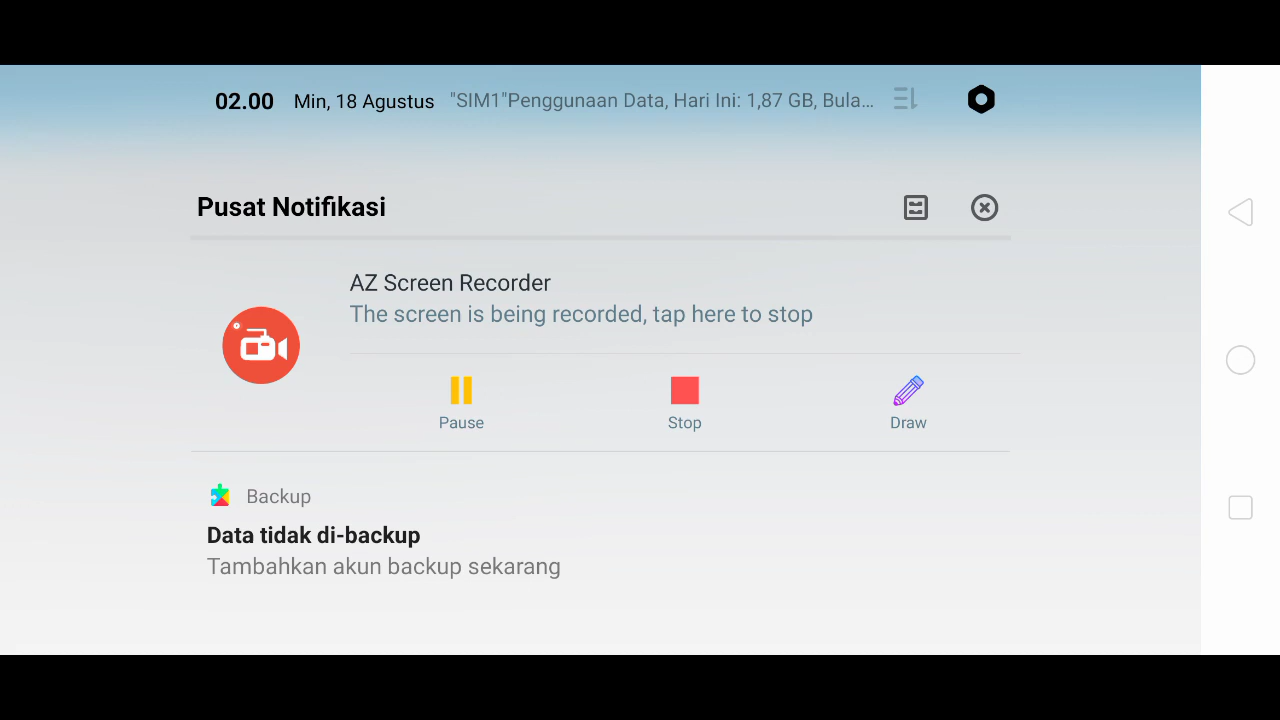 02.00 Min, 18 Agustus "SIM1"Penggunaan Data, Hari Ini: 1,87 GB, Bula...
Pusat Notifikasi
AZ Screen Recorder
The screen is being recorded, tap here to stop
Pause Stop Draw
Backup
Data tidak di-backup
Tambahkan akun backup sekarang